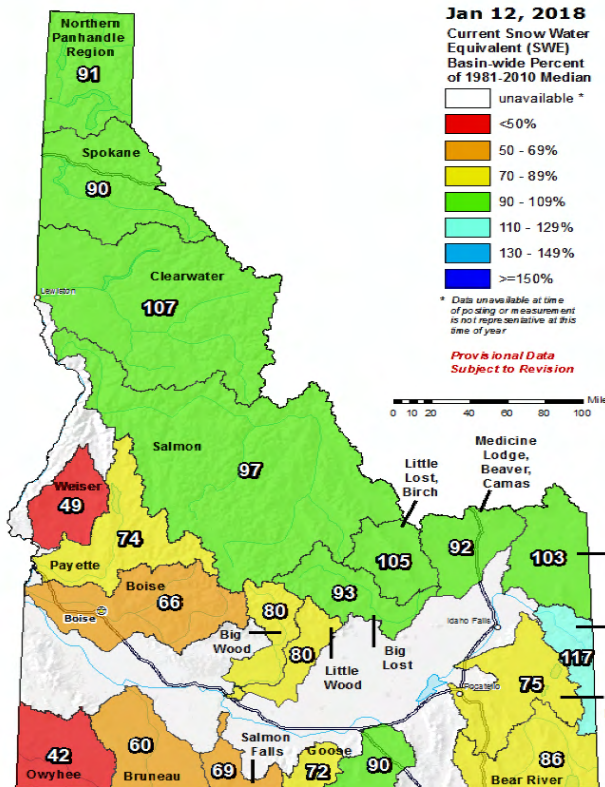 Jan 12, 2018
Current Snow Water
Equivalent (SWE)
Basin-wide Percent
of 1981-2010 Median
unavailable *
<50%
50 - 69%
70 - 89%
90 - 109%
110 - 129%
130 - 149%
>=150%
* Data unavailable at time
of posting or measurement
is not representative at this
time of year
Provisional Data
Subject to Revision
Miles
0 10 20 40 60 80 100
Northern
Panhandle
Region
91
Spokane
90
Clearwater
107
Lewiston
Salmon
97
Weiser
49
74
Payette
Little
Lost,
Birch
105
Medicine
Lodge,
Beaver,
Camas
92
103
Boise
66
Boise
80
Big
Wood
80
Little
Wood
93
Big
Lost
Idaho Falls
117
Pocatello
75
42
Owyhee
60
Bruneau
Salmon
Falls
69
Goose
72
90
86
Bear River